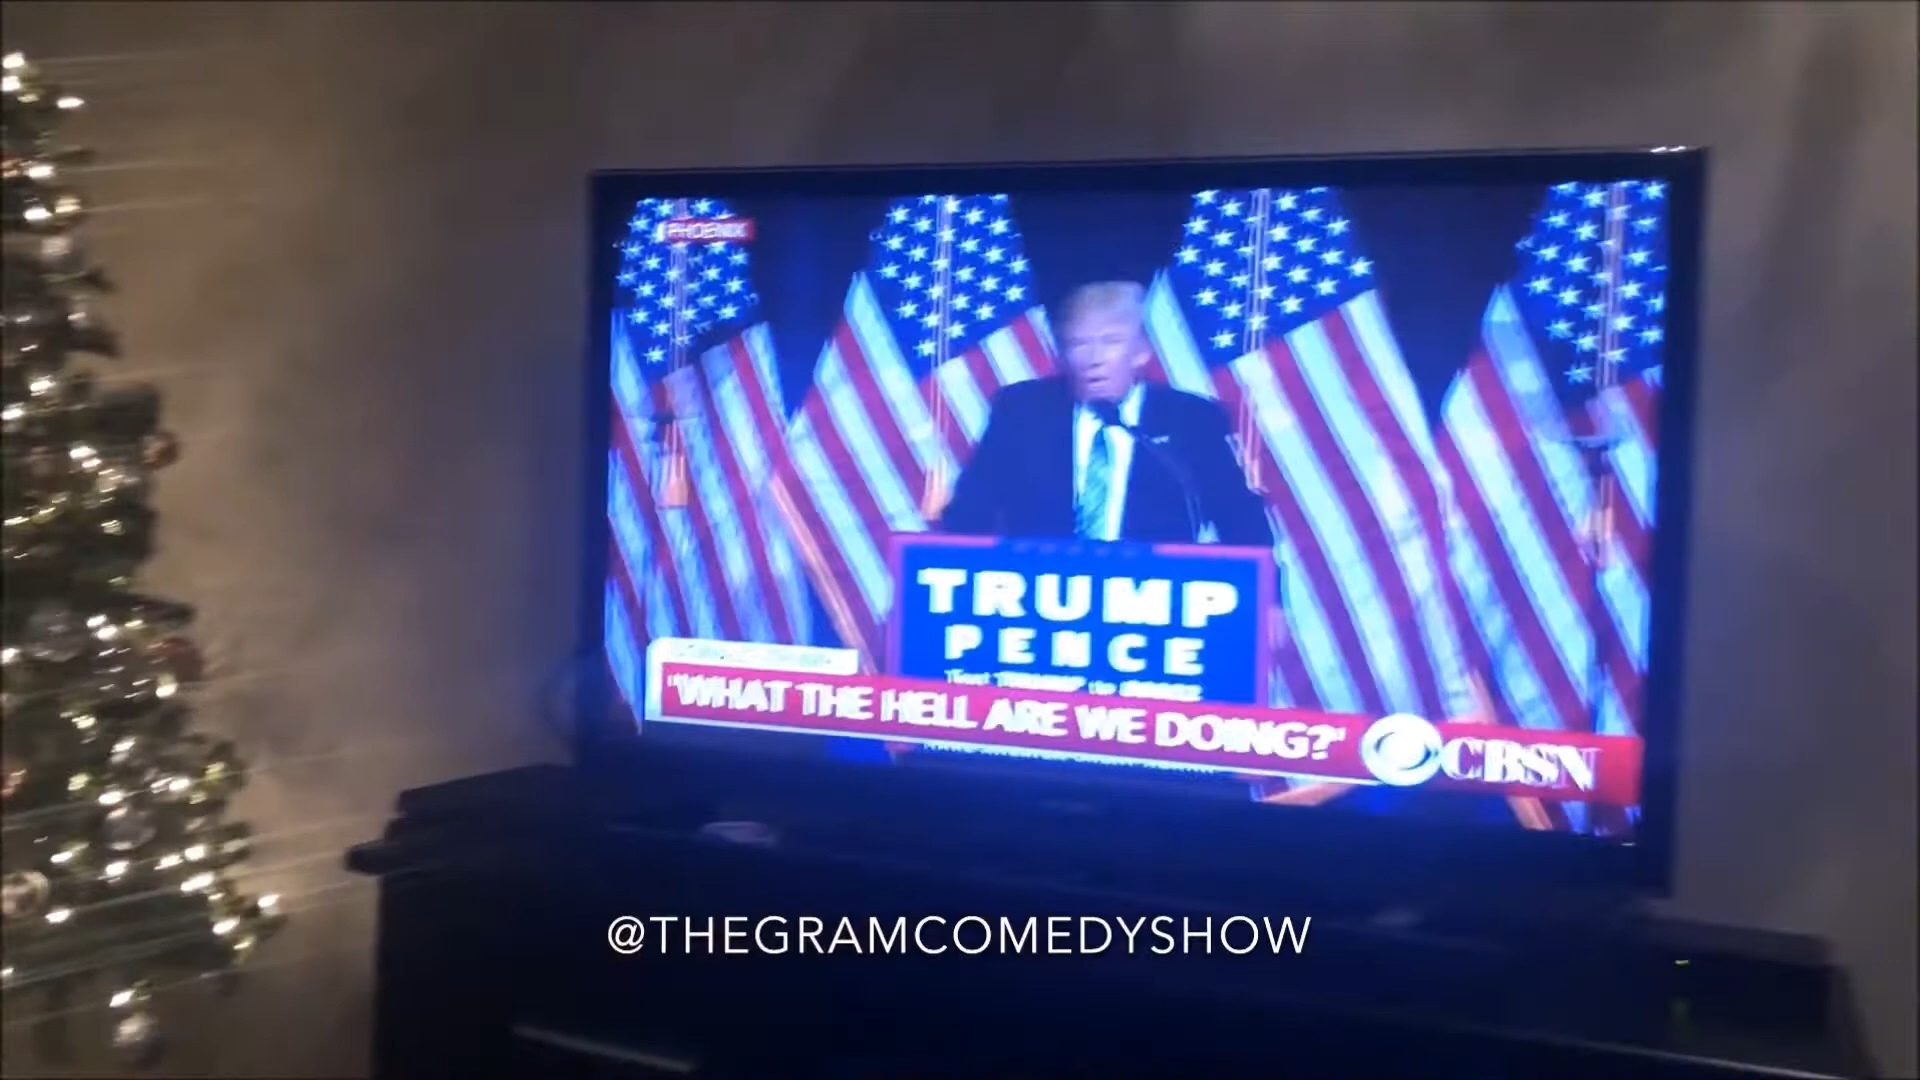 PHOENIX
TRUMP
PENCE
"WHAT THE HELL ARE WE DOING?"
CBSN
@THEGRAMCOMEDYSHOW